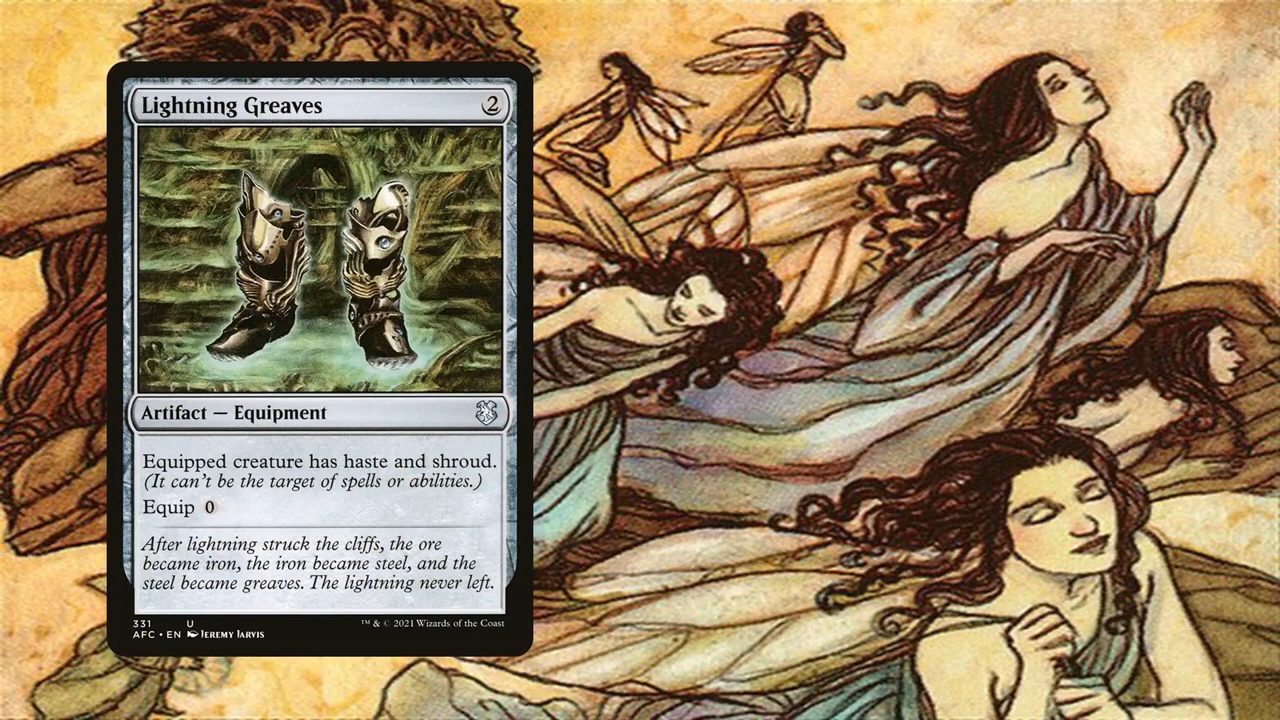 Lightning Greaves 2
Artifact — Equipment
Equipped creature has haste and shroud.
(It can't be the target of spells or abilities.)
Equip 0
After lightning struck the cliffs, the ore
became iron, the iron became steel, and the
steel became greaves. The lightning never left.
331 U
AFC • EN Jeremy Jarvis
™ & © 2021 Wizards of the Coast